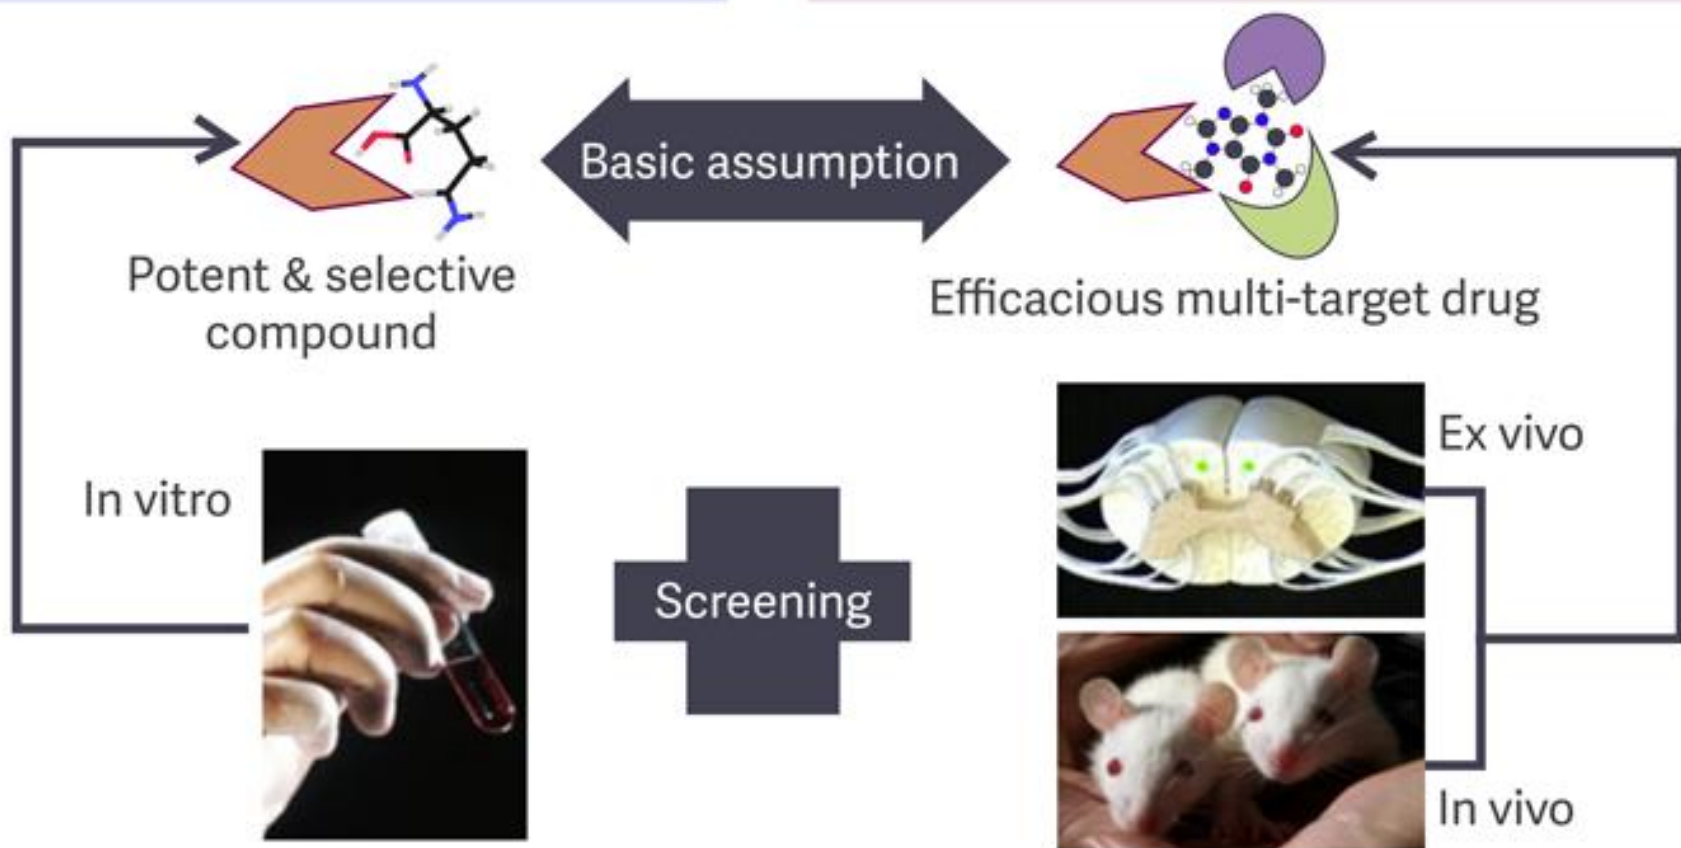 Basic assumption
Potent & selective
compound
Efficacious multi-target drug
In vitro
Screening
Ex vivo
In vivo